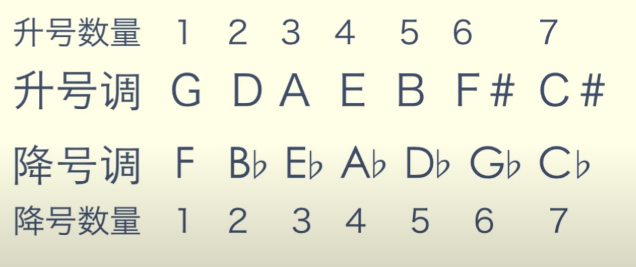 升号数量 1 2 3 4 5 6 7
升号调 G D A E B F# C#
降号调 F B♭ E♭ A♭ D♭ G♭ C♭
降号数量 1 2 3 4 5 6 7